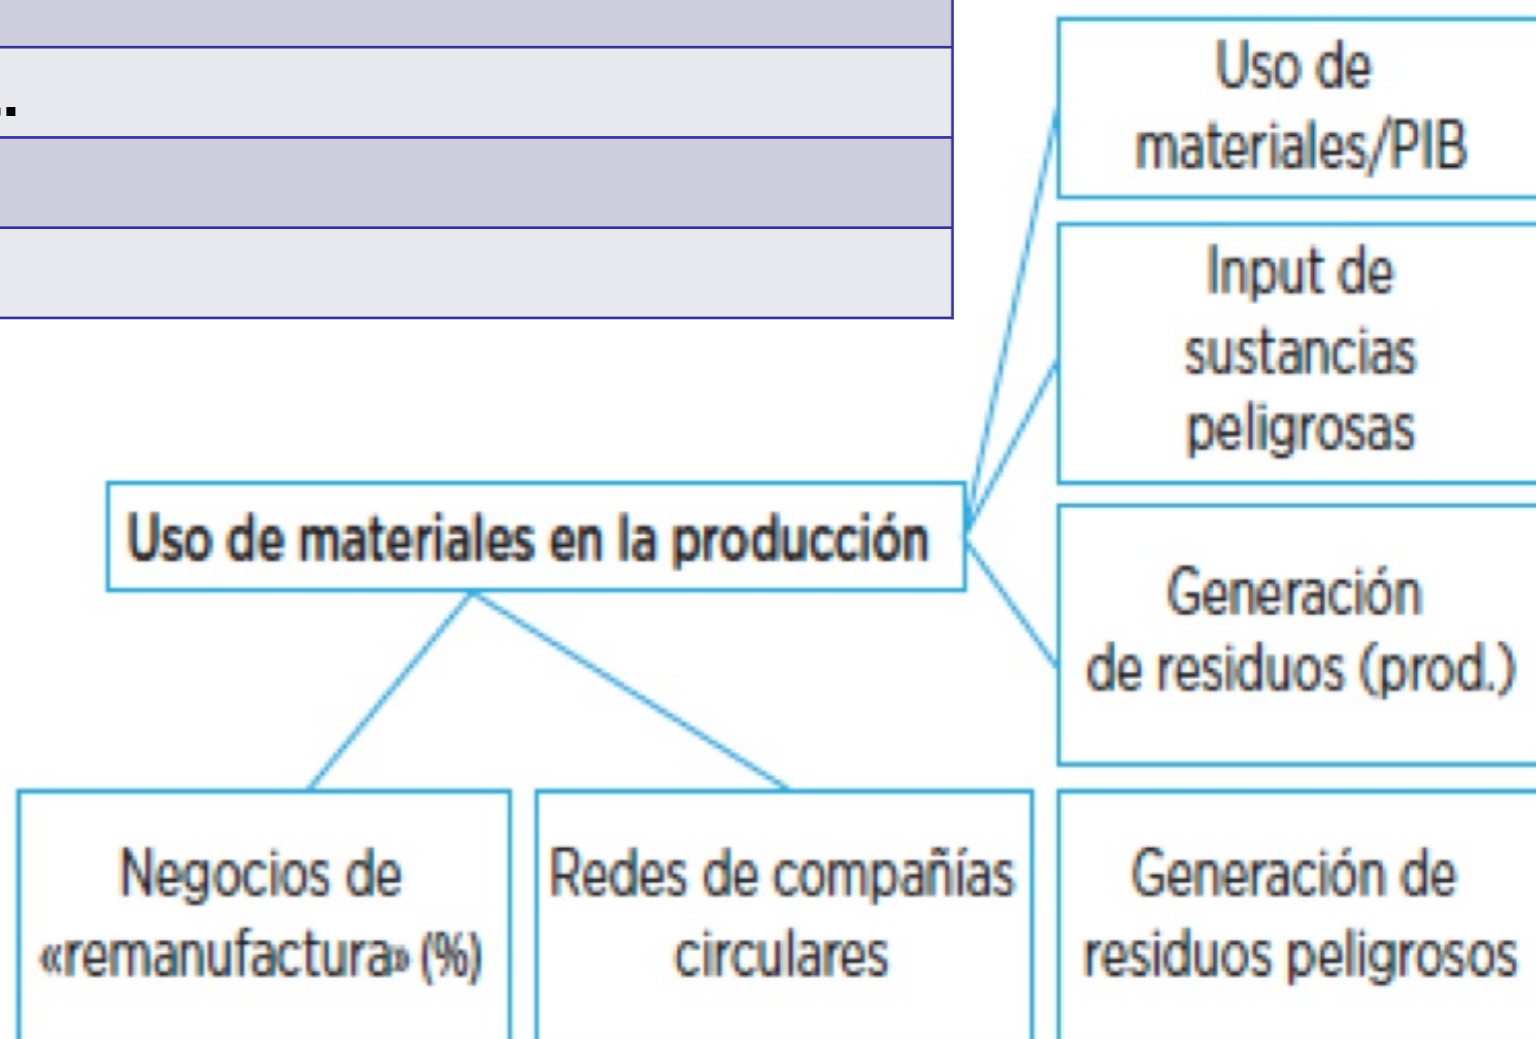 Uso de
materiales/PIB
Input de
sustancias
peligrosas
Uso de materiales en la producción
Generación
de residuos (prod.)
Negocios de
«remanufactura» (%)
Redes de compañías
circulares
Generación de
residuos peligrosos